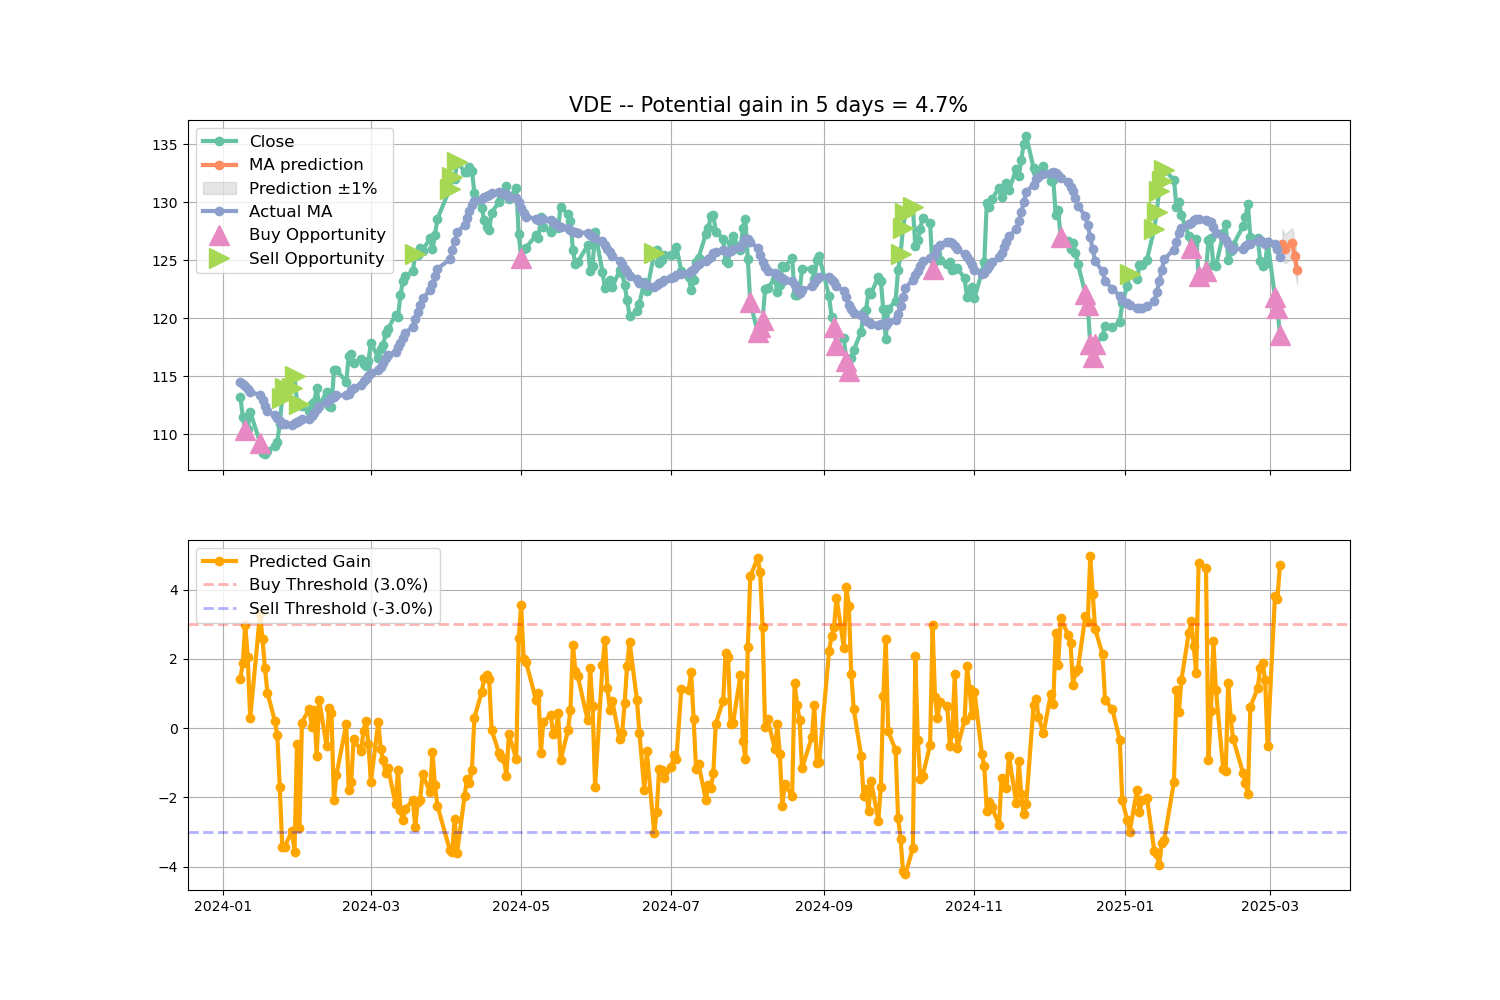 VDE -- Potential gain in 5 days = 4.7%
135
130
125
120
115
110
Close
MA prediction
Prediction ±1%
Actual MA
Buy Opportunity
Sell Opportunity
4
2
0
−2
−4
Predicted Gain
Buy Threshold (3.0%)
Sell Threshold (-3.0%)
2024-01
2024-03
2024-05
2024-07
2024-09
2024-11
2025-01
2025-03